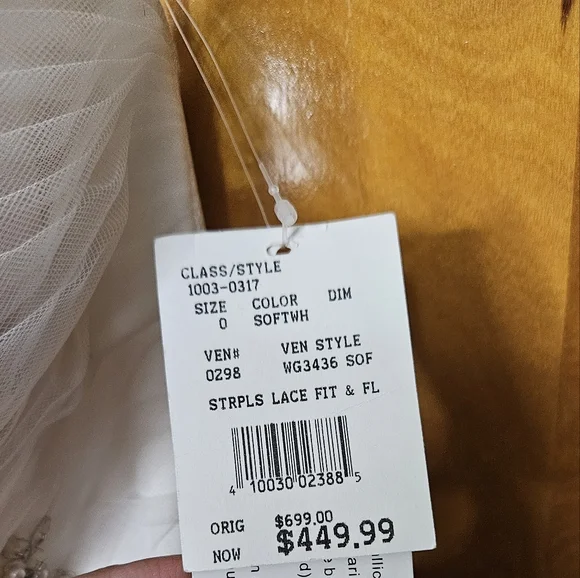 CLASS/STYLE
1003-0317
SIZE COLOR DIM
0 SOFTWH
VEN# VEN STYLE
0298 WG3436 SOF
STRPLS LACE FIT & FL
4 10030 02388 5
ORIG $699.00
NOW $449.99